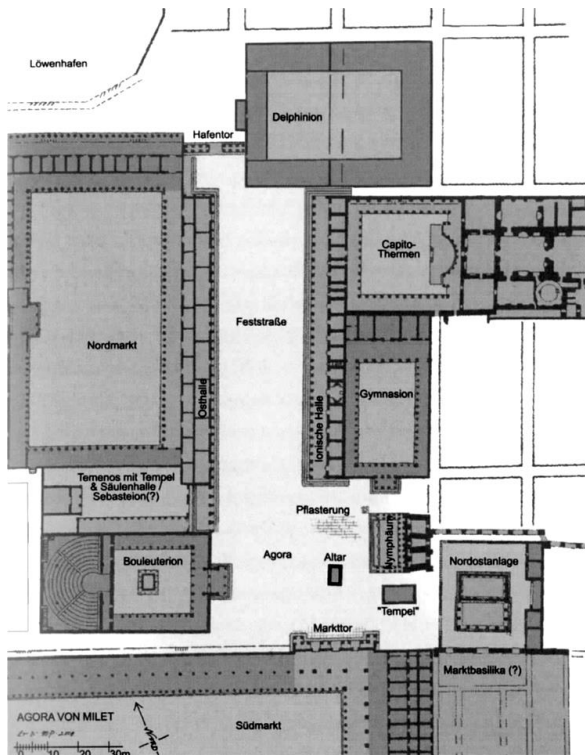 Löwenhafen
Delphinion
Hafentor
Capito-
Thermen
Feststraße
Nordmarkt
Osthalle
Ionische Halle
Gymnasion
Temenos mit Tempel
& Säulenhalle /
Sebasteion(?)
Pflasterung
Nymphäum
Agora
Altar
Bouleuterion
Nordostanlage
"Tempel"
Markttor
Marktbasilika (?)
AGORA VON MILET
Südmarkt
0 10 20 30m